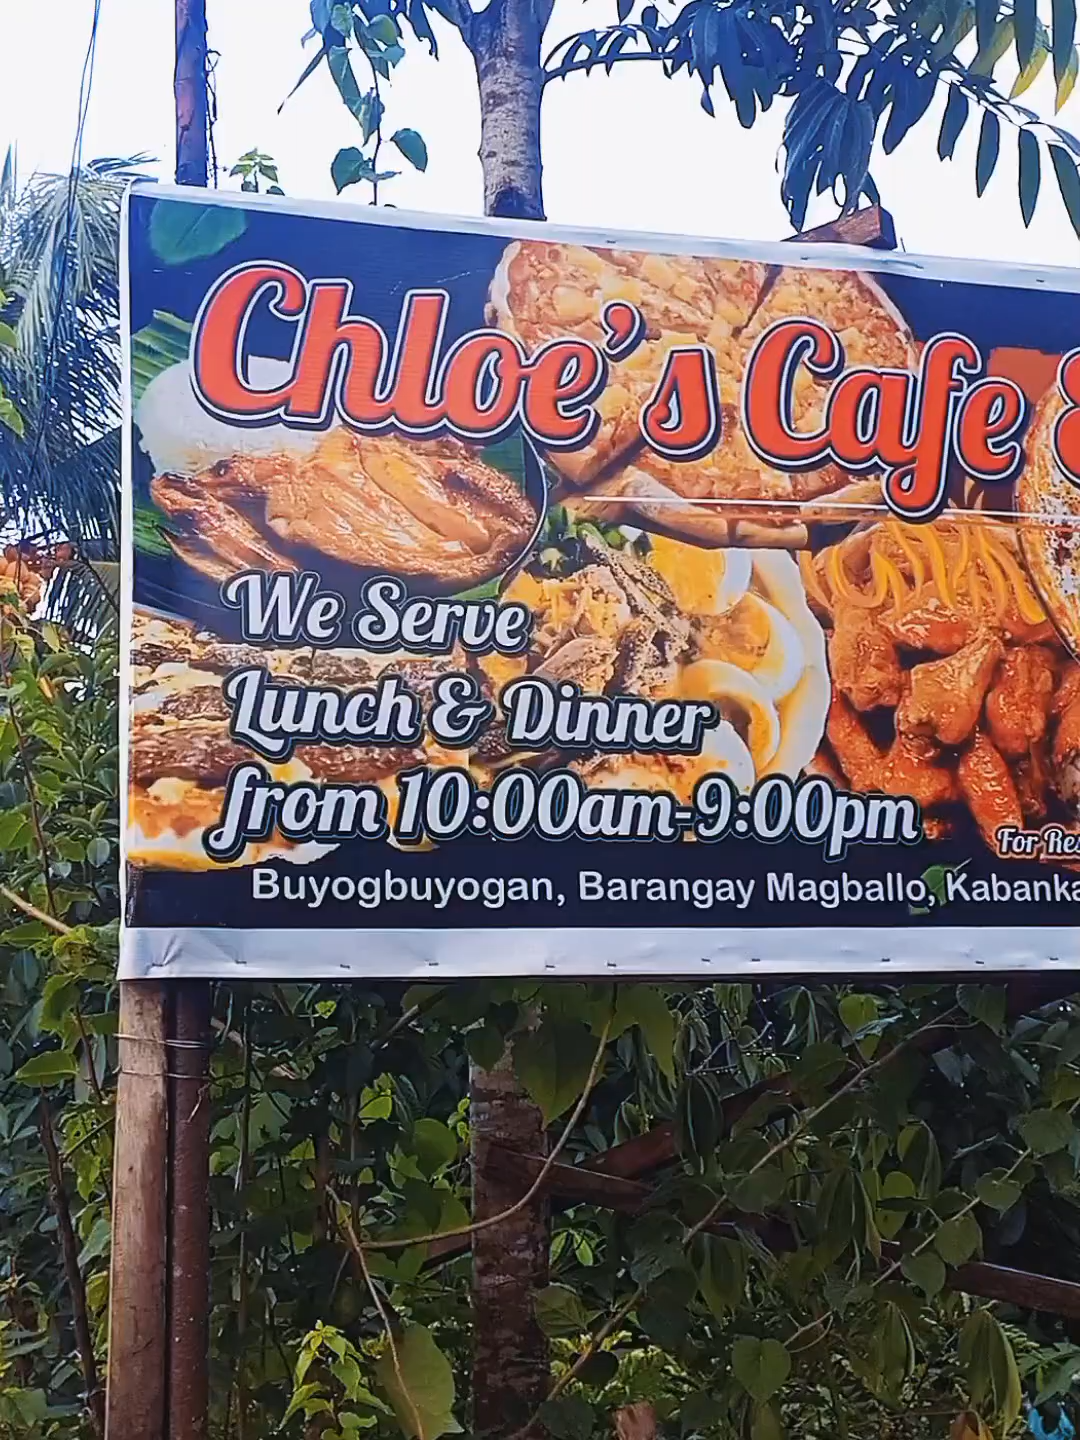 Chloe's Cafe &
We Serve
Lunch & Dinner
from 10:00am-9:00pm
For
Buyogbuyogan, Barangay Magballo,